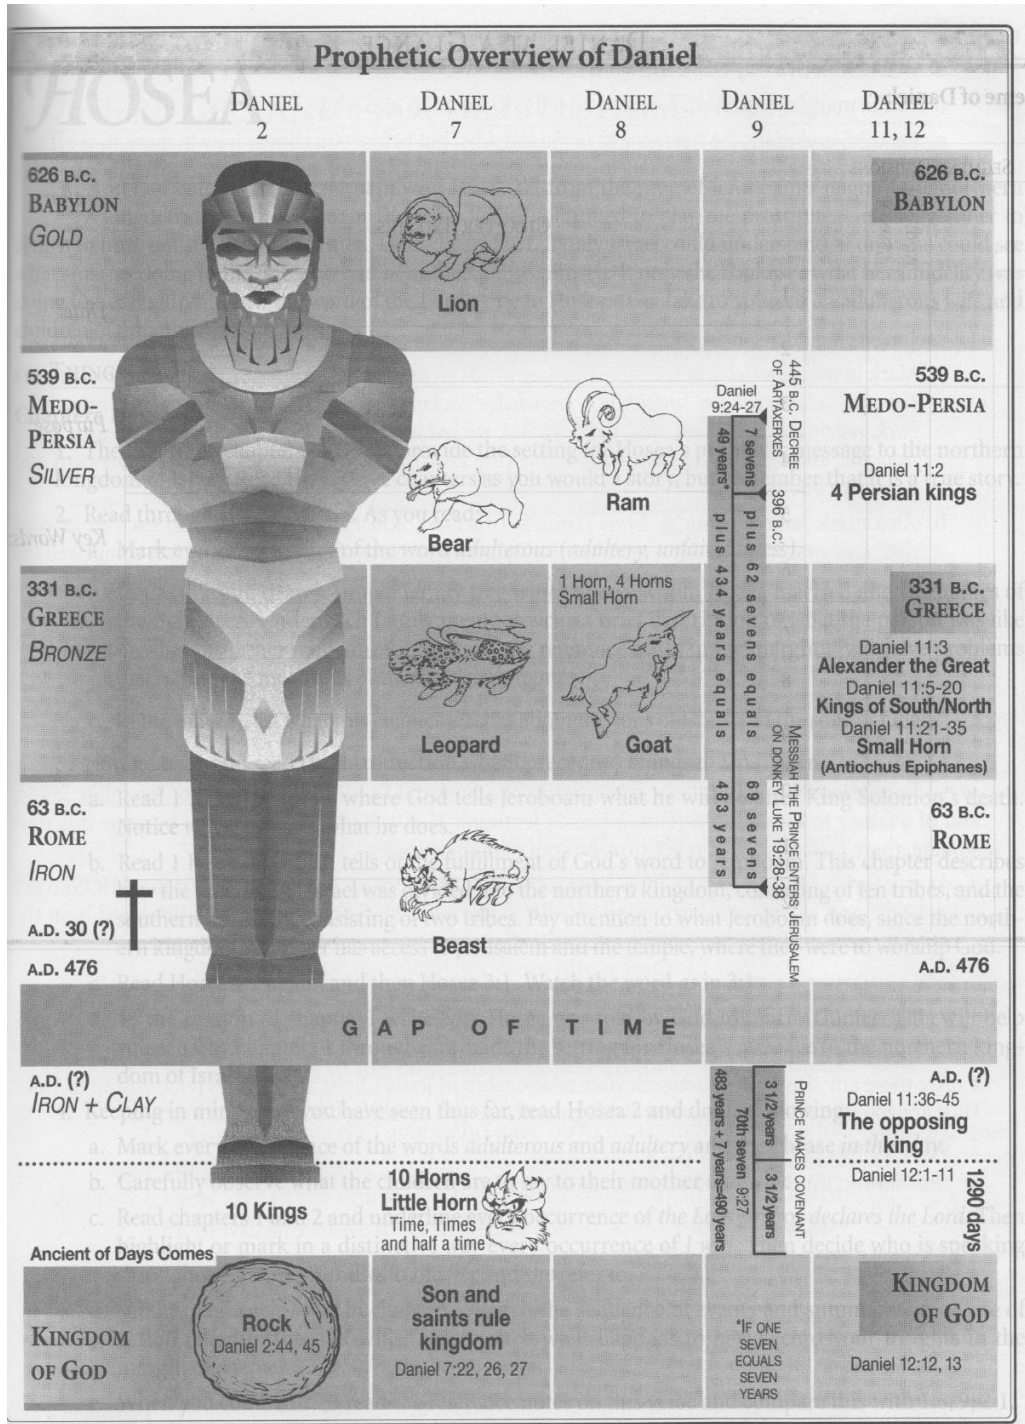 Prophetic Overview of Daniel
DANIEL 2
DANIEL 7
DANIEL 8
DANIEL 9
DANIEL 11, 12
626 B.C.
BABYLON
GOLD
Lion
626 B.C.
BABYLON
539 B.C.
MEDO-
PERSIA
SILVER
Bear
Ram
Daniel
9:24-27
445 B.C. DECREE
OF ARTAXERXES
396 B.C.
7 sevens plus 62 sevens equals 69 sevens
49 years* plus 434 years equals 483 years
MESSIAH THE PRINCE ENTERS JERUSALEM
ON DONKEY LUKE 19:28-38
539 B.C.
MEDO-PERSIA
Daniel 11:2
4 Persian kings
331 B.C.
GREECE
BRONZE
Leopard
1 Horn, 4 Horns
Small Horn
Goat
331 B.C.
GREECE
Daniel 11:3
Alexander the Great
Daniel 11:5-20
Kings of South/North
Daniel 11:21-35
Small Horn
(Antiochus Epiphanes)
63 B.C.
ROME
IRON
A.D. 30 (?)
A.D. 476
Beast
63 B.C.
ROME
A.D. 476
GAP OF TIME
A.D. (?)
IRON + CLAY
10 Kings
10 Horns
Little Horn
Time, Times
and half a time
483 years + 7 years=490 years
70th seven 9:27
3 1/2 years
3 1/2 years
PRINCE MAKES COVENANT
A.D. (?)
Daniel 11:36-45
The opposing
king
Daniel 12:1-11
1290 days
Ancient of Days Comes
KINGDOM
OF GOD
Rock
Daniel 2:44, 45
Son and
saints rule
kingdom
Daniel 7:22, 26, 27
*IF ONE
SEVEN
EQUALS
SEVEN
YEARS
KINGDOM
OF GOD
Daniel 12:12, 13